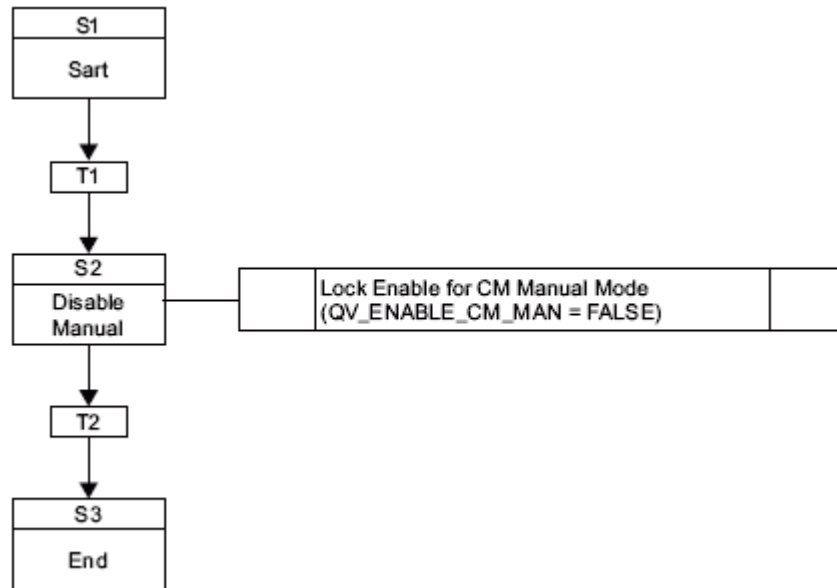 S1
Sart
T1
S2
Disable
Manual
Lock Enable for CM Manual Mode
(QV_ENABLE_CM_MAN = FALSE)
T2
S3
End